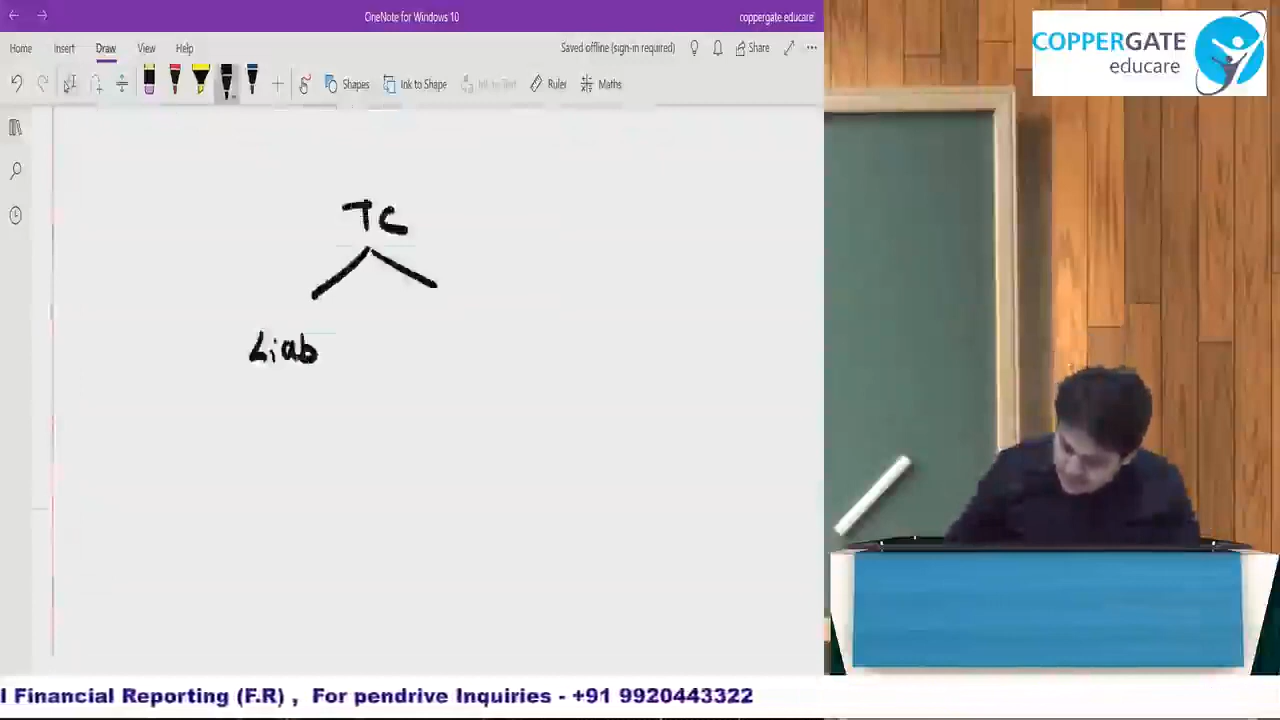 OneNote for Windows 10
coppergate educare
Home Insert Draw View Help
Saved offline (sign-in required)
Share
Shapes
Ink to Shape
Ink to Text
Ruler
Maths
COPPERGATE
educare
TC
Liab
l Financial Reporting (F.R) , For pendrive Inquiries - +91 9920443322